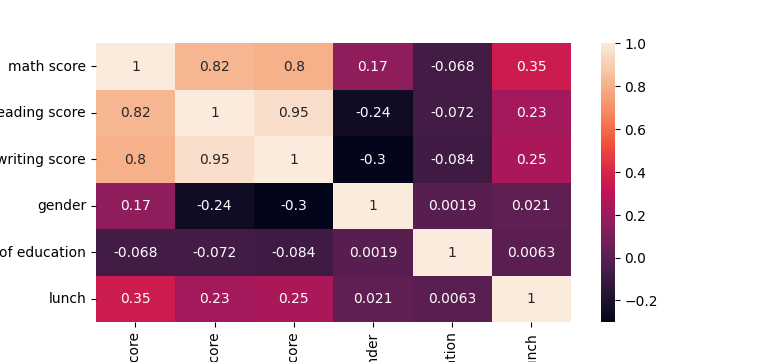 math score 1 0.82 0.8 0.17 -0.068 0.35
eading score 0.82 1 0.95 -0.24 -0.072 0.23
writing score 0.8 0.95 1 -0.3 -0.084 0.25
gender 0.17 -0.24 -0.3 1 0.0019 0.021
of education -0.068 -0.072 -0.084 0.0019 1 0.0063
lunch 0.35 0.23 0.25 0.021 0.0063 1
core
core
core
nder
ation
unch
1.0
0.8
0.6
0.4
0.2
0.0
−0.2